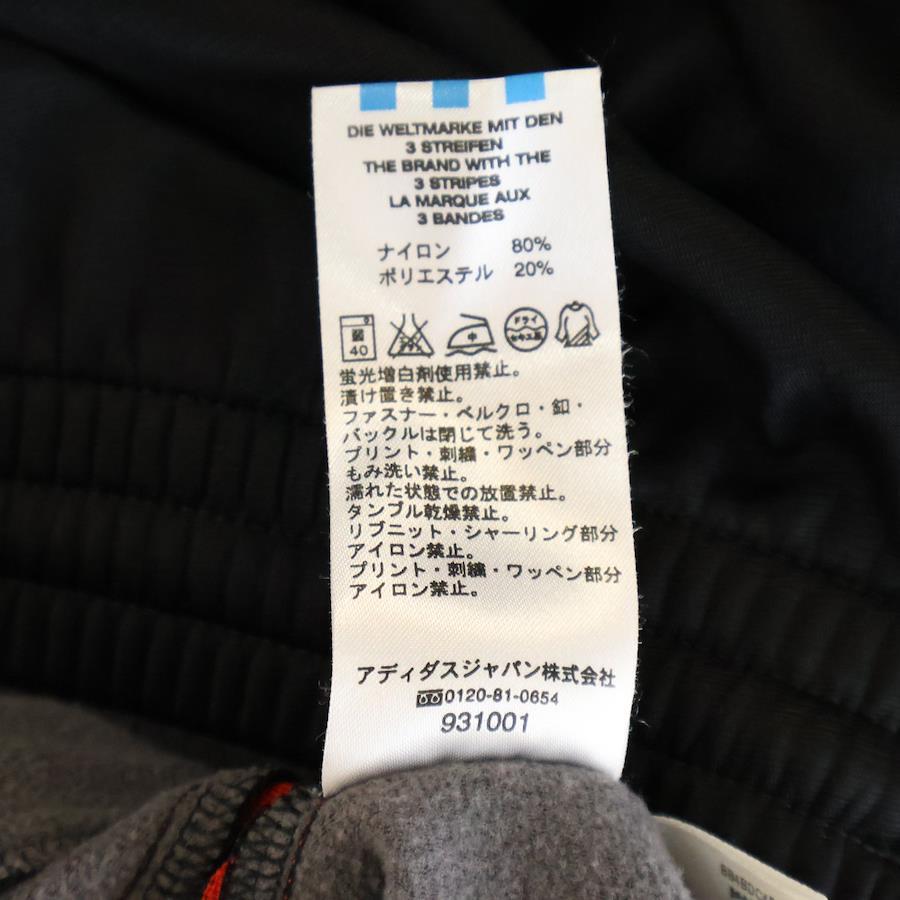 DIE WELTMARKE MIT DEN
3 STREIFEN
THE BRAND WITH THE
3 STRIPES
LA MARQUE AUX
3 BANDES
ナイロン 80%
ポリエステル 20%
40 中 ドライ
蛍光増白剤使用禁止。
漬け置き禁止。
ファスナー・ベルクロ・釦・
バックルは閉じて洗う。
プリント・刺繍・ワッペン部分
もみ洗い禁止。
濡れた状態での放置禁止。
タンブル乾燥禁止。
リブニット・シャーリング部分
アイロン禁止。
プリント・刺繍・ワッペン部分
アイロン禁止。
アディダスジャパン株式会社
0120-81-0654
931001